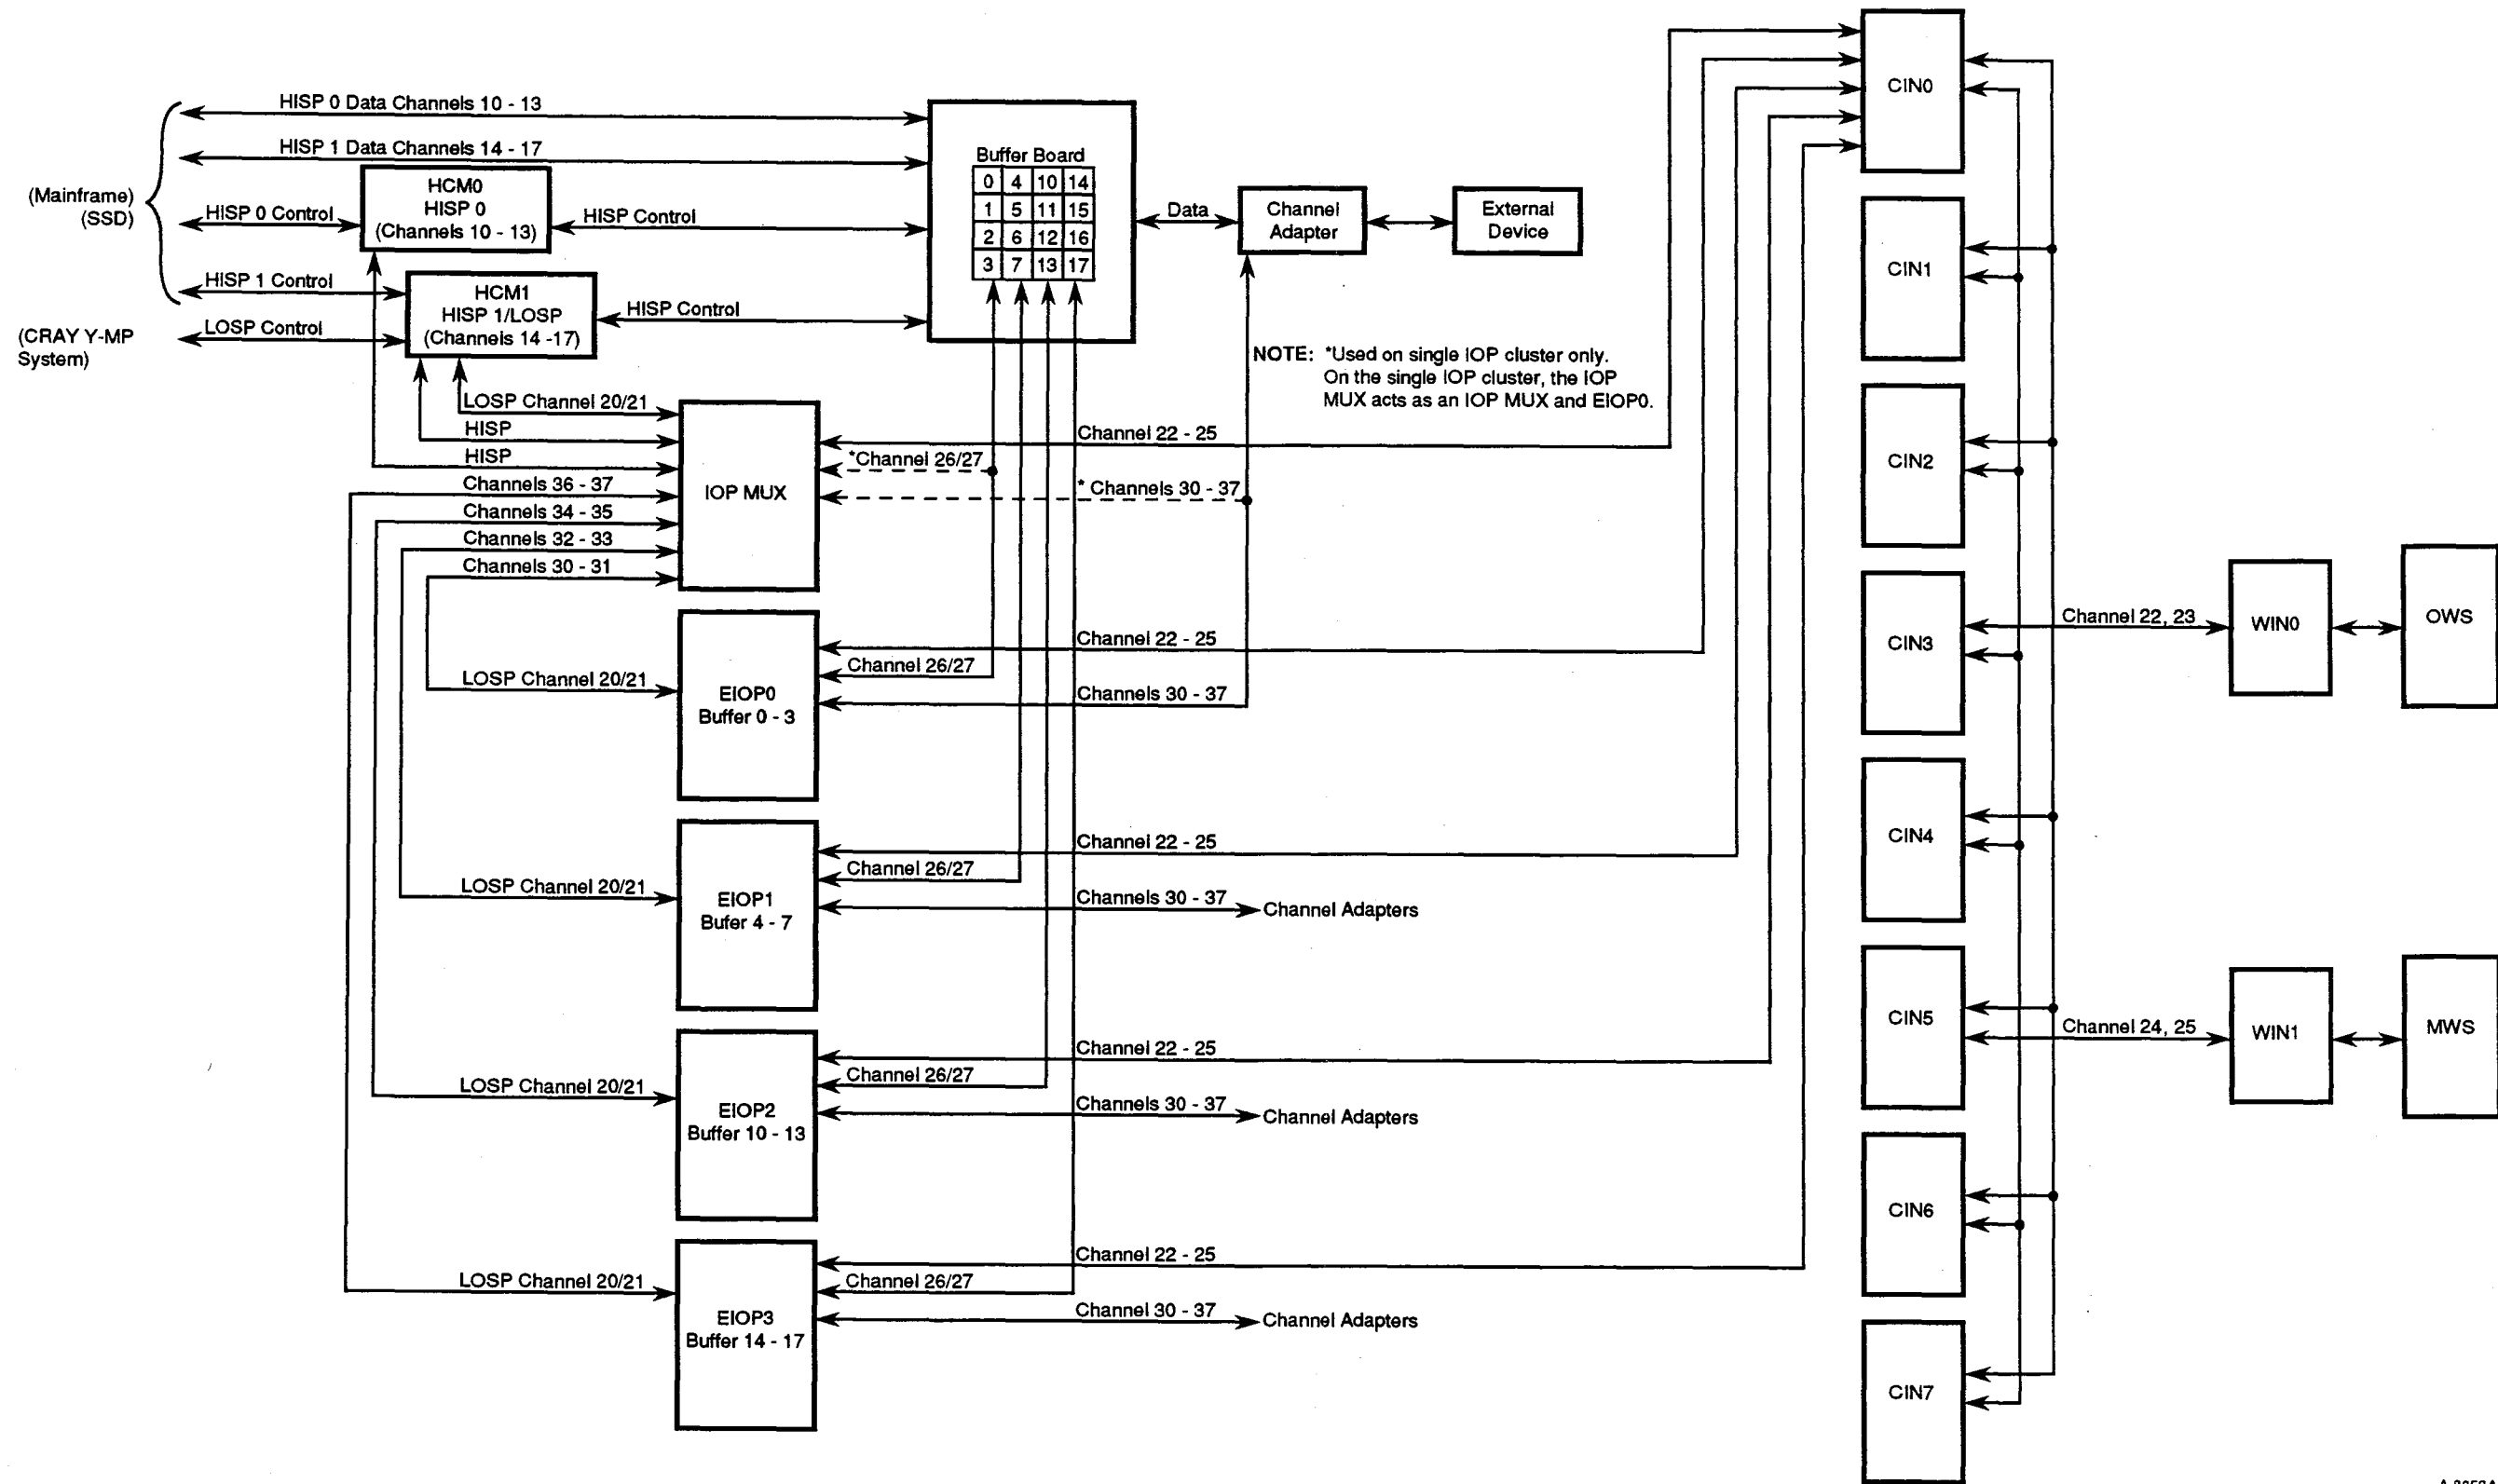 HISP 0 Data Channels 10 - 13
HISP 1 Data Channels 14 - 17
(Mainframe)
(SSD)
HISP 0 Control
HCM0
HISP 0
(Channels 10 - 13)
HISP Control
HISP 1 Control
HCM1
HISP 1/LOSP
(Channels 14 -17)
HISP Control
(CRAY Y-MP
System)
LOSP Control
Buffer Board
0 4 10 14
1 5 11 15
2 6 12 16
3 7 13 17
Data
Channel
Adapter
External
Device
NOTE: *Used on single IOP cluster only.
On the single IOP cluster, the IOP
MUX acts as an IOP MUX and EIOP0.
LOSP Channel 20/21
HISP
HISP
Channels 36 - 37
Channels 34 - 35
Channels 32 - 33
Channels 30 - 31
IOP MUX
Channel 22 - 25
*Channel 26/27
* Channels 30 - 37
LOSP Channel 20/21
EIOP0
Buffer 0 - 3
Channel 22 - 25
Channel 26/27
Channels 30 - 37
LOSP Channel 20/21
EIOP1
Bufer 4 - 7
Channel 22 - 25
Channel 26/27
Channels 30 - 37
Channel Adapters
LOSP Channel 20/21
EIOP2
Buffer 10 - 13
Channel 22 - 25
Channel 26/27
Channels 30 - 37
Channel Adapters
LOSP Channel 20/21
EIOP3
Buffer 14 - 17
Channel 22 - 25
Channel 26/27
Channel 30 - 37
Channel Adapters
CIN0
CIN1
CIN2
CIN3
CIN4
CIN5
CIN6
CIN7
Channel 22, 23
WIN0
OWS
Channel 24, 25
WIN1
MWS